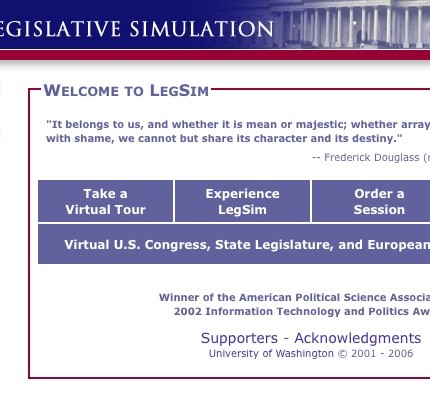 LEGISLATIVE SIMULATION
WELCOME TO LEGSIM
"It belongs to us, and whether it is mean or majestic; whether array
with shame, we cannot but share its character and its destiny."
-- Frederick Douglass (r
Take a
Virtual Tour
Experience
LegSim
Order a
Session
Virtual U.S. Congress, State Legislature, and European
Winner of the American Political Science Associa
2002 Information Technology and Politics Aw
Supporters - Acknowledgments
University of Washington © 2001 - 2006